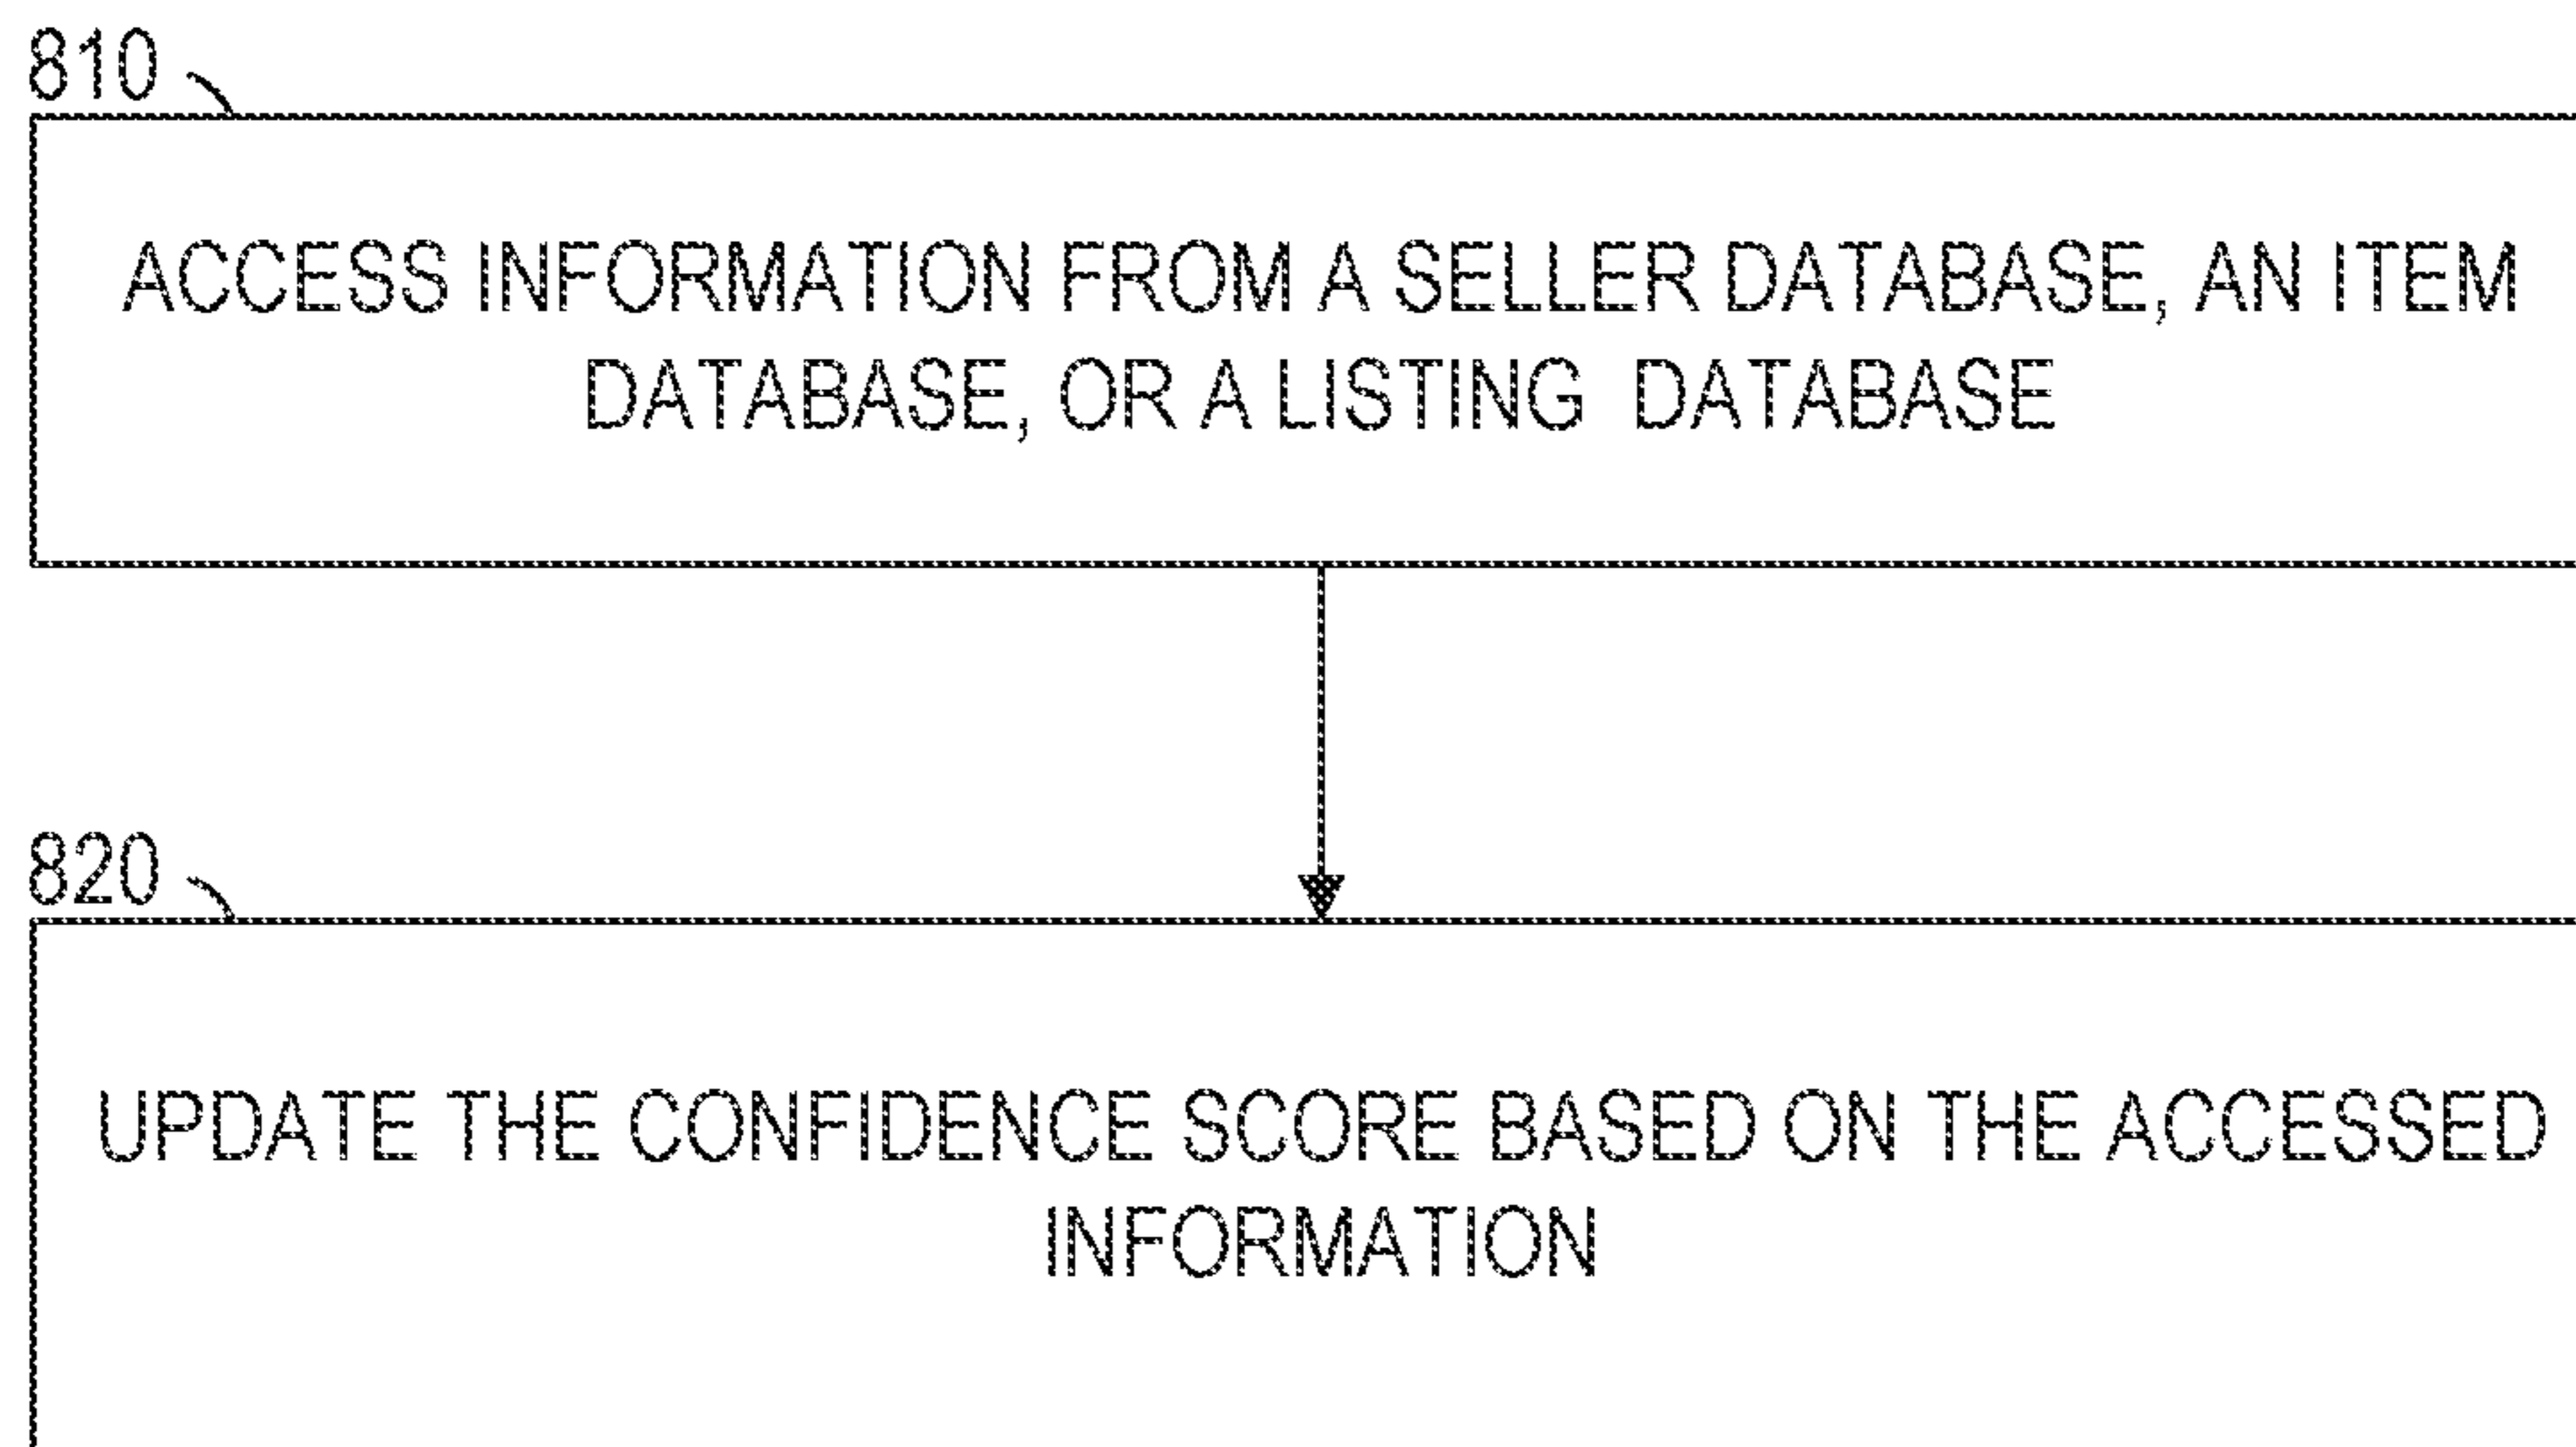 810
ACCESS INFORMATION FROM A SELLER DATABASE, AN ITEM
DATABASE, OR A LISTING DATABASE
820
UPDATE THE CONFIDENCE SCORE BASED ON THE ACCESSED
INFORMATION